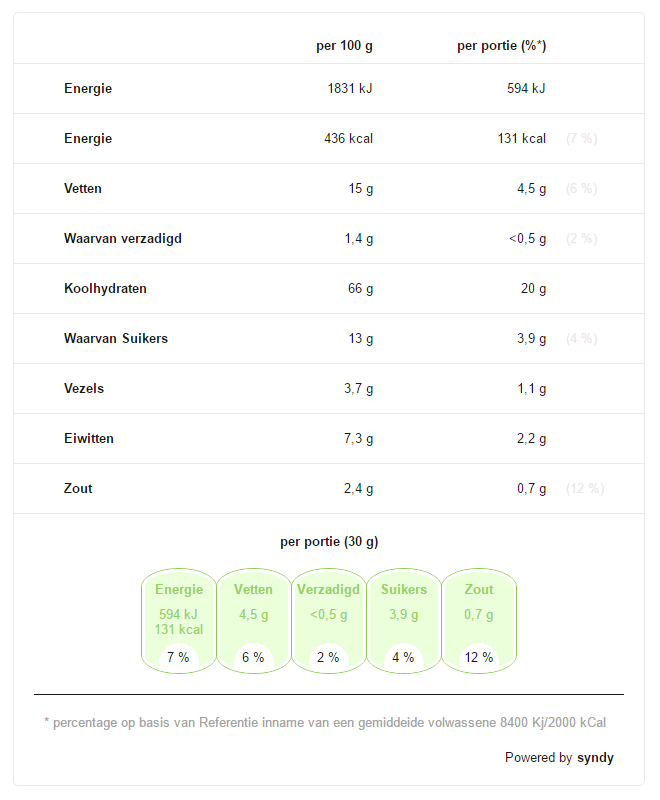 per 100 g per portie (%*)
Energie 1831 kJ 594 kJ
Energie 436 kcal 131 kcal (7 %)
Vetten 15 g 4,5 g (6 %)
Waarvan verzadigd 1,4 g <0,5 g (2 %)
Koolhydraten 66 g 20 g
Waarvan Suikers 13 g 3,9 g (4 %)
Vezels 3,7 g 1,1 g
Eiwitten 7,3 g 2,2 g
Zout 2,4 g 0,7 g (12 %)
per portie (30 g)
Energie Vetten Verzadigd Suikers Zout
594 kJ 4,5 g <0,5 g 3,9 g 0,7 g
131 kcal
7 % 6 % 2 % 4 % 12 %
* percentage op basis van Referentie inname van een gemiddeide volwassene 8400 Kj/2000 kCal
Powered by syndy